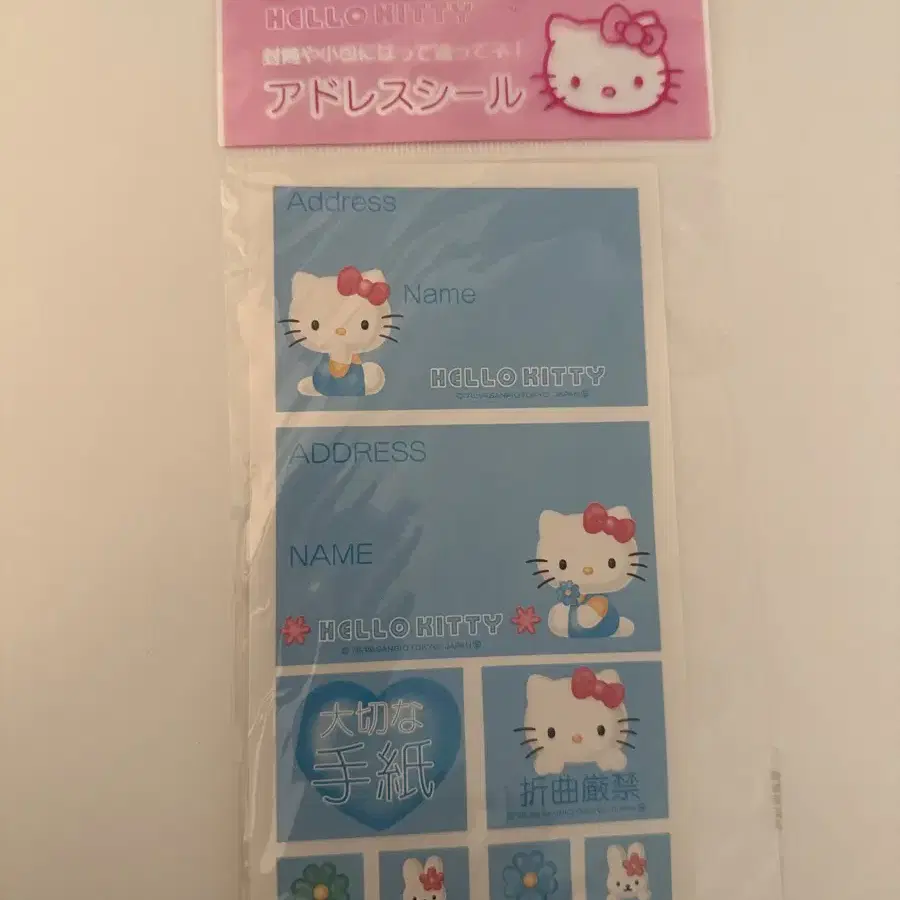 HELLO KITTY
封筒や小包にはって送ってネ!
アドレスシール
Address
Name
HELLO KITTY
ADDRESS
NAME
HELLO KITTY
大切な
手紙
折曲厳禁